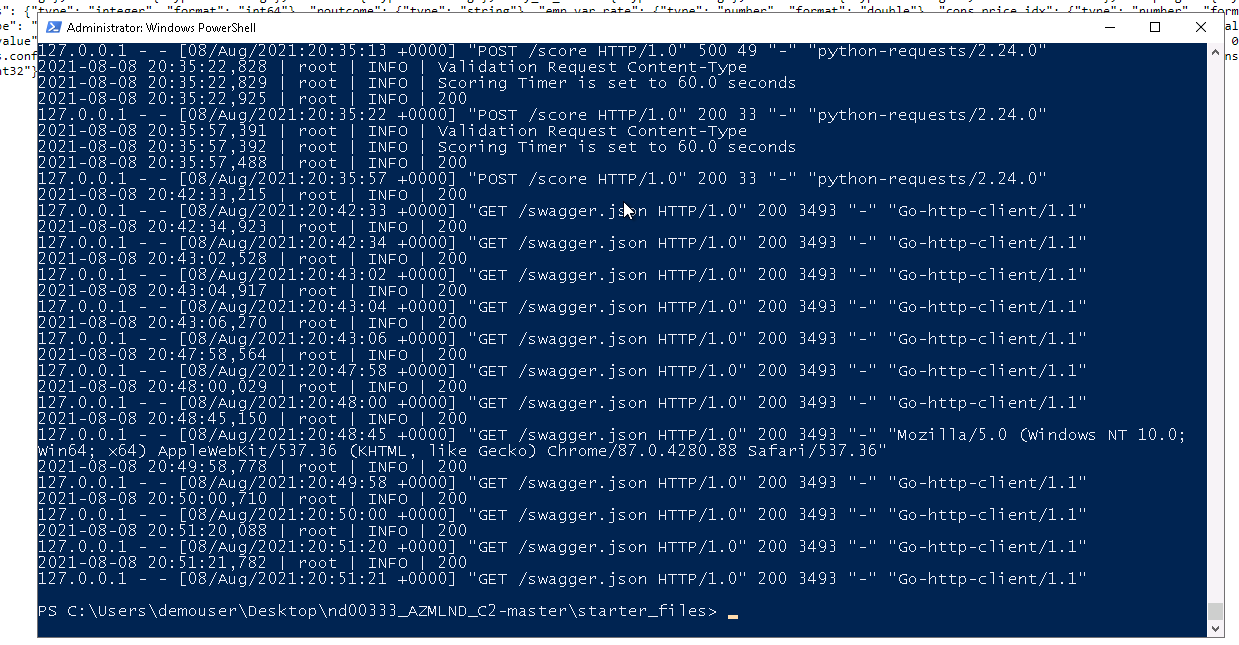 "type": "integer", "format": "int64"}, "poutcome": {"type": "string"}, "emp.var.rate": {"type": "number", "format": "double"}, "cons.price.idx": {"type": "number", "form
Administrator: Windows PowerShell
127.0.0.1 - - [08/Aug/2021:20:35:13 +0000] "POST /score HTTP/1.0" 500 49 "-" "python-requests/2.24.0"
2021-08-08 20:35:22,828 | root | INFO | Validation Request Content-Type
2021-08-08 20:35:22,829 | root | INFO | Scoring Timer is set to 60.0 seconds
2021-08-08 20:35:22,925 | root | INFO | 200
127.0.0.1 - - [08/Aug/2021:20:35:22 +0000] "POST /score HTTP/1.0" 200 33 "-" "python-requests/2.24.0"
2021-08-08 20:35:57,391 | root | INFO | Validation Request Content-Type
2021-08-08 20:35:57,392 | root | INFO | Scoring Timer is set to 60.0 seconds
2021-08-08 20:35:57,488 | root | INFO | 200
127.0.0.1 - - [08/Aug/2021:20:35:57 +0000] "POST /score HTTP/1.0" 200 33 "-" "python-requests/2.24.0"
2021-08-08 20:42:33,215 | root | INFO | 200
127.0.0.1 - - [08/Aug/2021:20:42:33 +0000] "GET /swagger.json HTTP/1.0" 200 3493 "-" "Go-http-client/1.1"
2021-08-08 20:42:34,923 | root | INFO | 200
127.0.0.1 - - [08/Aug/2021:20:42:34 +0000] "GET /swagger.json HTTP/1.0" 200 3493 "-" "Go-http-client/1.1"
2021-08-08 20:43:02,528 | root | INFO | 200
127.0.0.1 - - [08/Aug/2021:20:43:02 +0000] "GET /swagger.json HTTP/1.0" 200 3493 "-" "Go-http-client/1.1"
2021-08-08 20:43:04,917 | root | INFO | 200
127.0.0.1 - - [08/Aug/2021:20:43:04 +0000] "GET /swagger.json HTTP/1.0" 200 3493 "-" "Go-http-client/1.1"
2021-08-08 20:43:06,270 | root | INFO | 200
127.0.0.1 - - [08/Aug/2021:20:43:06 +0000] "GET /swagger.json HTTP/1.0" 200 3493 "-" "Go-http-client/1.1"
2021-08-08 20:47:58,564 | root | INFO | 200
127.0.0.1 - - [08/Aug/2021:20:47:58 +0000] "GET /swagger.json HTTP/1.0" 200 3493 "-" "Go-http-client/1.1"
2021-08-08 20:48:00,029 | root | INFO | 200
127.0.0.1 - - [08/Aug/2021:20:48:00 +0000] "GET /swagger.json HTTP/1.0" 200 3493 "-" "Go-http-client/1.1"
2021-08-08 20:48:45,150 | root | INFO | 200
127.0.0.1 - - [08/Aug/2021:20:48:45 +0000] "GET /swagger.json HTTP/1.0" 200 3493 "-" "Mozilla/5.0 (Windows NT 10.0;
Win64; x64) AppleWebKit/537.36 (KHTML, like Gecko) Chrome/87.0.4280.88 Safari/537.36"
2021-08-08 20:49:58,778 | root | INFO | 200
127.0.0.1 - - [08/Aug/2021:20:49:58 +0000] "GET /swagger.json HTTP/1.0" 200 3493 "-" "Go-http-client/1.1"
2021-08-08 20:50:00,710 | root | INFO | 200
127.0.0.1 - - [08/Aug/2021:20:50:00 +0000] "GET /swagger.json HTTP/1.0" 200 3493 "-" "Go-http-client/1.1"
2021-08-08 20:51:20,088 | root | INFO | 200
127.0.0.1 - - [08/Aug/2021:20:51:20 +0000] "GET /swagger.json HTTP/1.0" 200 3493 "-" "Go-http-client/1.1"
2021-08-08 20:51:21,782 | root | INFO | 200
127.0.0.1 - - [08/Aug/2021:20:51:21 +0000] "GET /swagger.json HTTP/1.0" 200 3493 "-" "Go-http-client/1.1"
PS C:\Users\demouser\Desktop\nd00333_AZMLND_C2-master\starter_files>